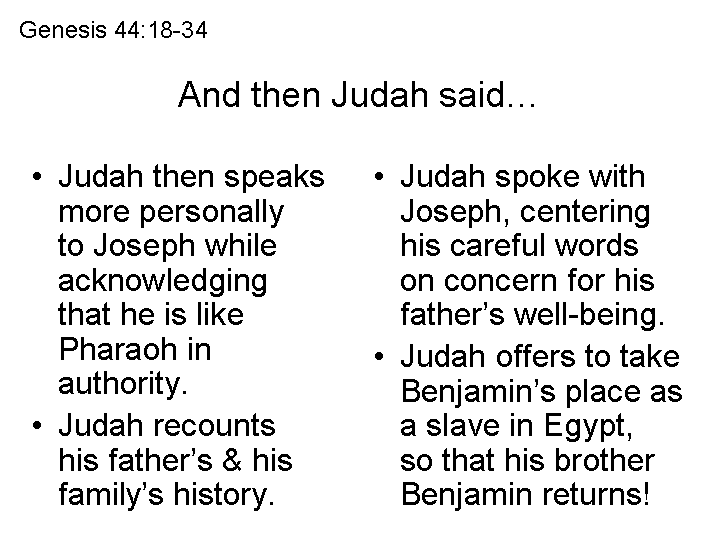 Genesis 44:18-34
And then Judah said…
• Judah then speaks
more personally
to Joseph while
acknowledging
that he is like
Pharaoh in
authority.
• Judah recounts
his father’s & his
family’s history.
• Judah spoke with
Joseph, centering
his careful words
on concern for his
father’s well-being.
• Judah offers to take
Benjamin’s place as
a slave in Egypt,
so that his brother
Benjamin returns!